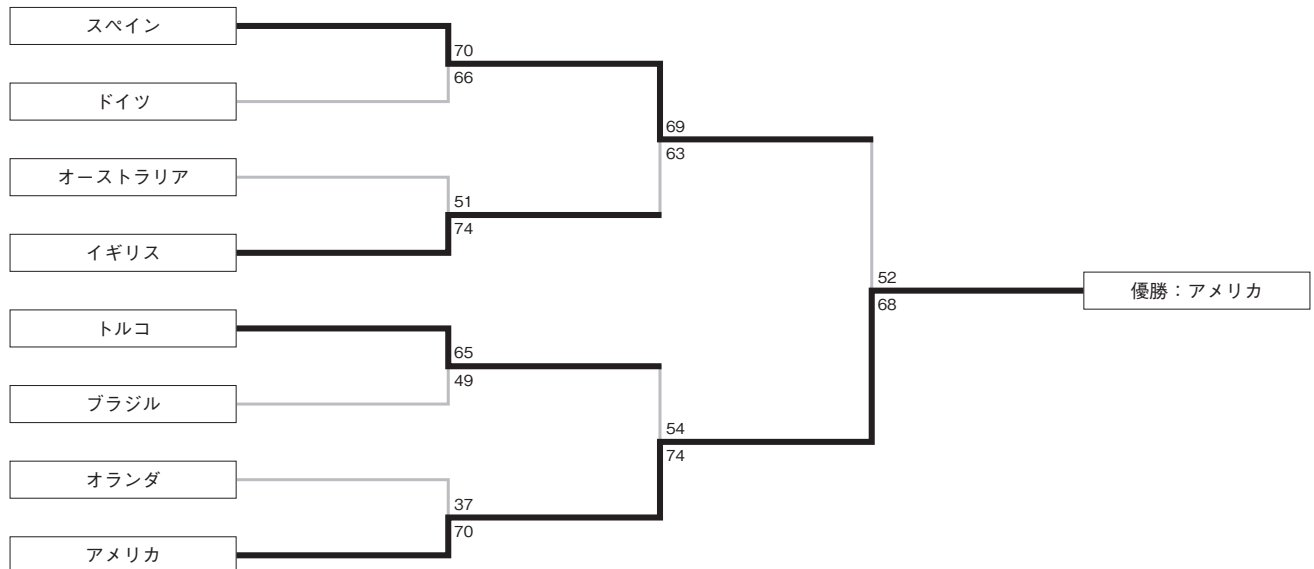 スペイン
70
66
ドイツ
69
63
オーストラリア
51
74
イギリス
52
68
優勝：アメリカ
トルコ
65
49
ブラジル
54
74
オランダ
37
70
アメリカ